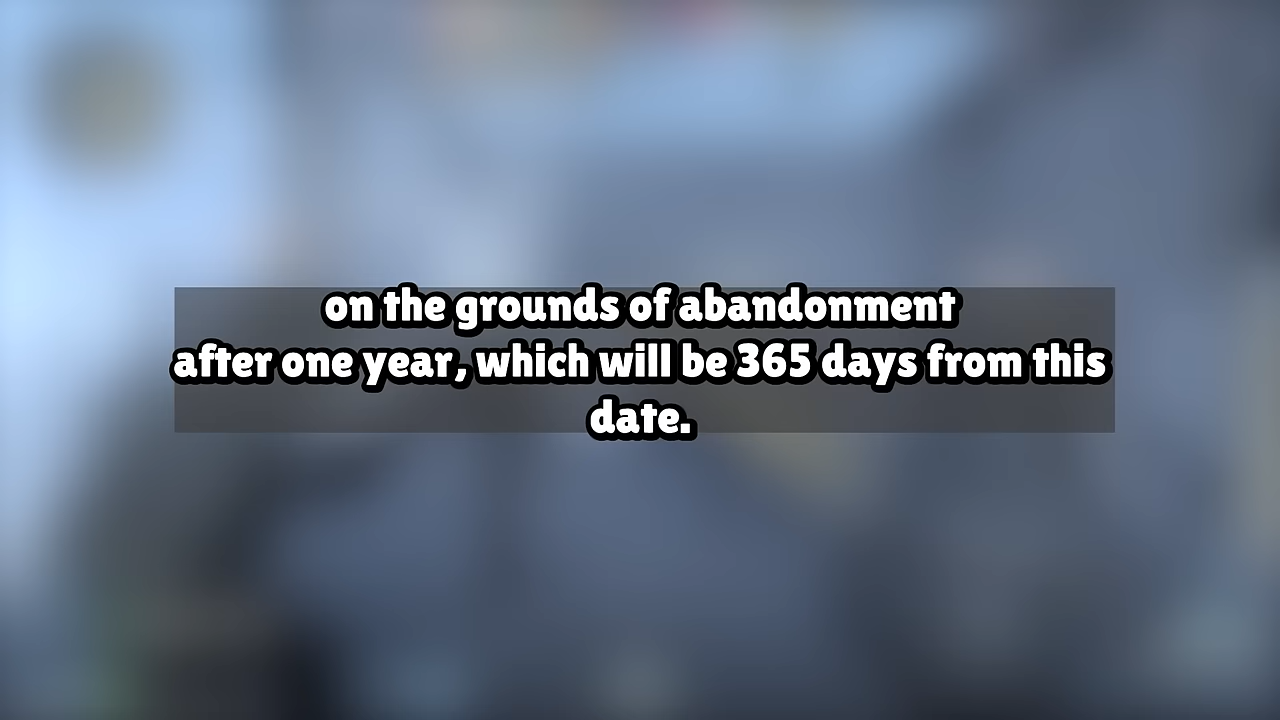 on the grounds of abandonment
after one year, which will be 365 days from this
date.